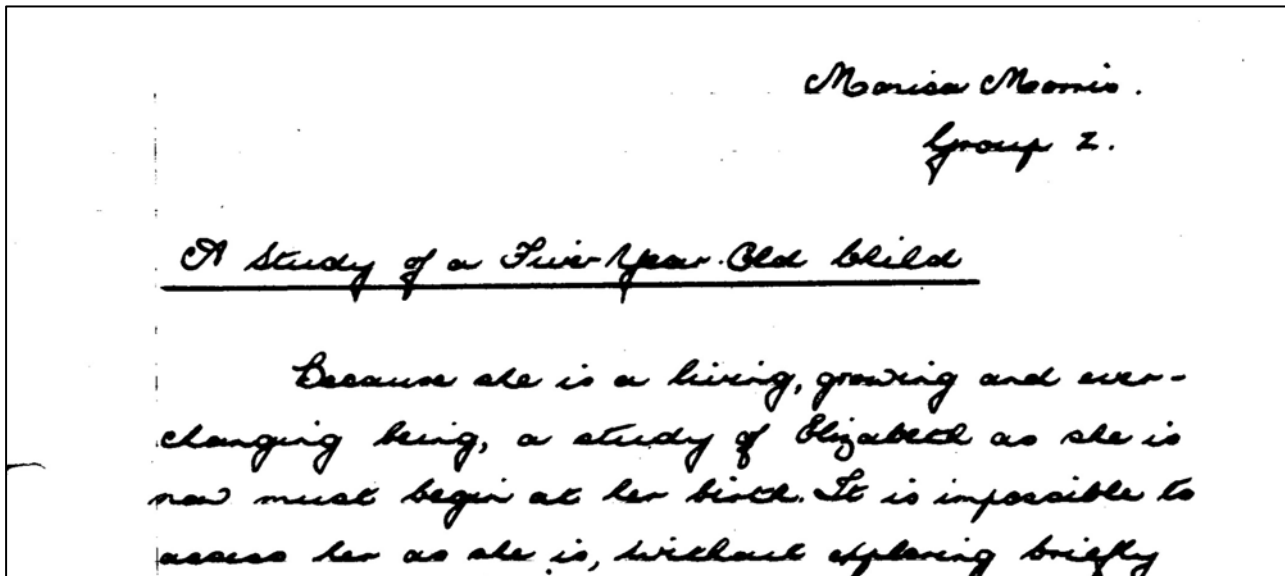 Marisa Morris.
Group 2.
A Study of a Five-Year-Old Child
Because she is a living, growing and ever-
changing being, a study of Elizabeth as she is
now must begin at her birth. It is impossible to
assess her as she is, without exploring briefly